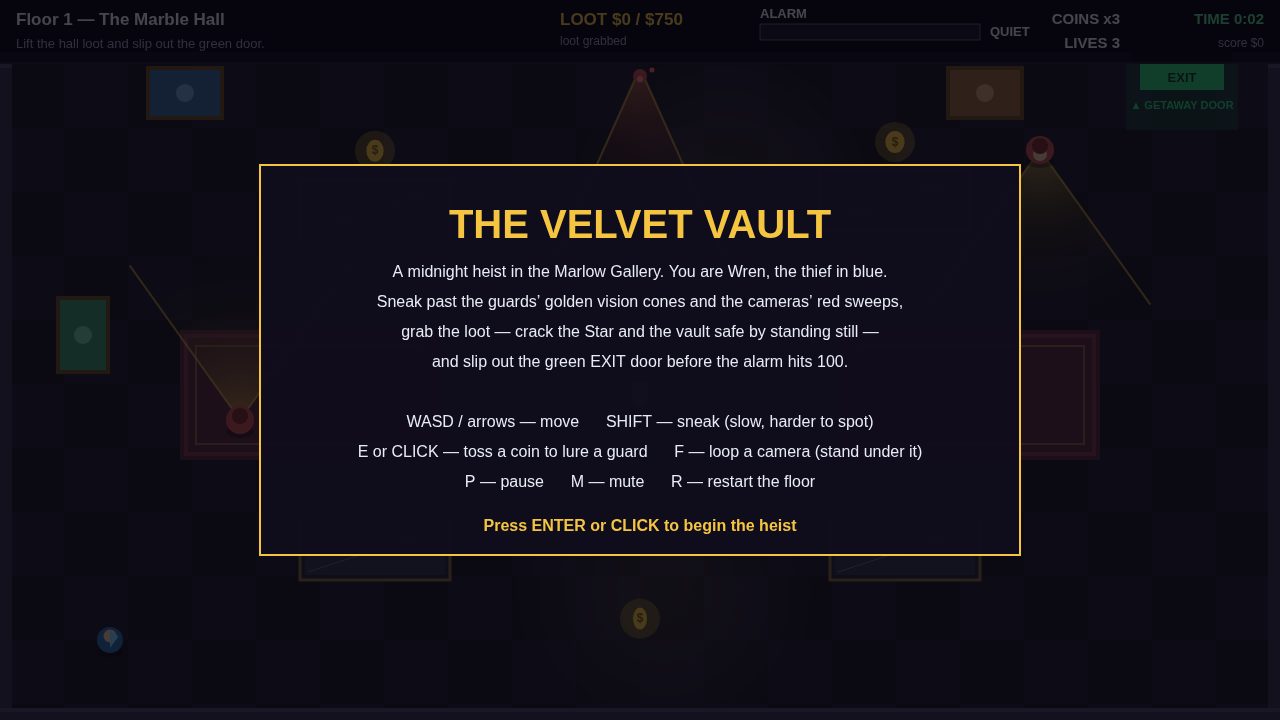 Floor 1 — The Marble Hall
Lift the hall loot and slip out the green door.
LOOT $0 / $750
loot grabbed
ALARM
QUIET
COINS x3
LIVES 3
TIME 0:02
score $0
EXIT
▲ GETAWAY DOOR
$
$
THE VELVET VAULT
A midnight heist in the Marlow Gallery. You are Wren, the thief in blue.
Sneak past the guards’ golden vision cones and the cameras’ red sweeps,
grab the loot — crack the Star and the vault safe by standing still —
and slip out the green EXIT door before the alarm hits 100.
WASD / arrows — move SHIFT — sneak (slow, harder to spot)
E or CLICK — toss a coin to lure a guard F — loop a camera (stand under it)
P — pause M — mute R — restart the floor
Press ENTER or CLICK to begin the heist
$